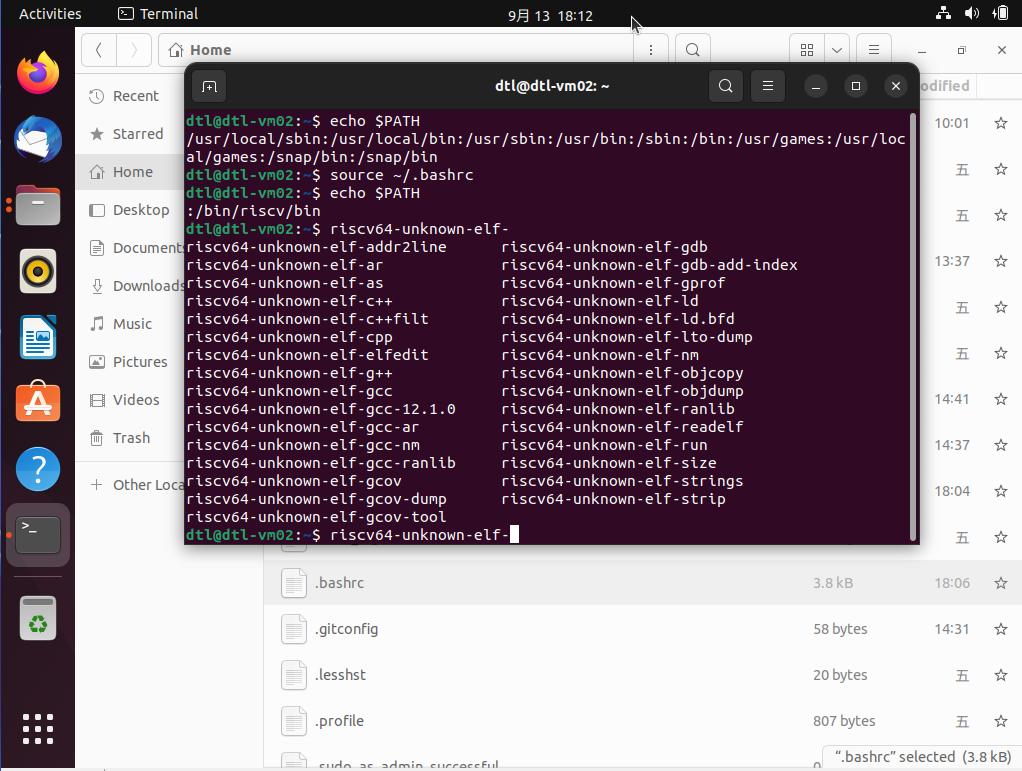 Activities
Terminal
9月 13 18:12
Home
dtl@dtl-vm02: ~
odified
Recent
Starred
Home
Desktop
Document
Downloads
Music
Pictures
Videos
Trash
Other Loca
dtl@dtl-vm02:~$ echo $PATH
/usr/local/sbin:/usr/local/bin:/usr/sbin:/usr/bin:/sbin:/bin:/usr/games:/usr/loc
al/games:/snap/bin:/snap/bin
dtl@dtl-vm02:~$ source ~/.bashrc
dtl@dtl-vm02:~$ echo $PATH
:/bin/riscv/bin
dtl@dtl-vm02:~$ riscv64-unknown-elf-
riscv64-unknown-elf-addr2line riscv64-unknown-elf-gdb
riscv64-unknown-elf-ar riscv64-unknown-elf-gdb-add-index
riscv64-unknown-elf-as riscv64-unknown-elf-gprof
riscv64-unknown-elf-c++ riscv64-unknown-elf-ld
riscv64-unknown-elf-c++filt riscv64-unknown-elf-ld.bfd
riscv64-unknown-elf-cpp riscv64-unknown-elf-lto-dump
riscv64-unknown-elf-elfedit riscv64-unknown-elf-nm
riscv64-unknown-elf-g++ riscv64-unknown-elf-objcopy
riscv64-unknown-elf-gcc riscv64-unknown-elf-objdump
riscv64-unknown-elf-gcc-12.1.0 riscv64-unknown-elf-ranlib
riscv64-unknown-elf-gcc-ar riscv64-unknown-elf-readelf
riscv64-unknown-elf-gcc-nm riscv64-unknown-elf-run
riscv64-unknown-elf-gcc-ranlib riscv64-unknown-elf-size
riscv64-unknown-elf-gcov riscv64-unknown-elf-strings
riscv64-unknown-elf-gcov-dump riscv64-unknown-elf-strip
riscv64-unknown-elf-gcov-tool
dtl@dtl-vm02:~$ riscv64-unknown-elf-
10:01
五
五
13:37
五
五
14:41
14:37
18:04
五
.bashrc 3.8 kB 18:06
.gitconfig 58 bytes 14:31
.lesshst 20 bytes 五
.profile 807 bytes 五
.sudo_as_admin_successful 0
“.bashrc” selected (3.8 kB)